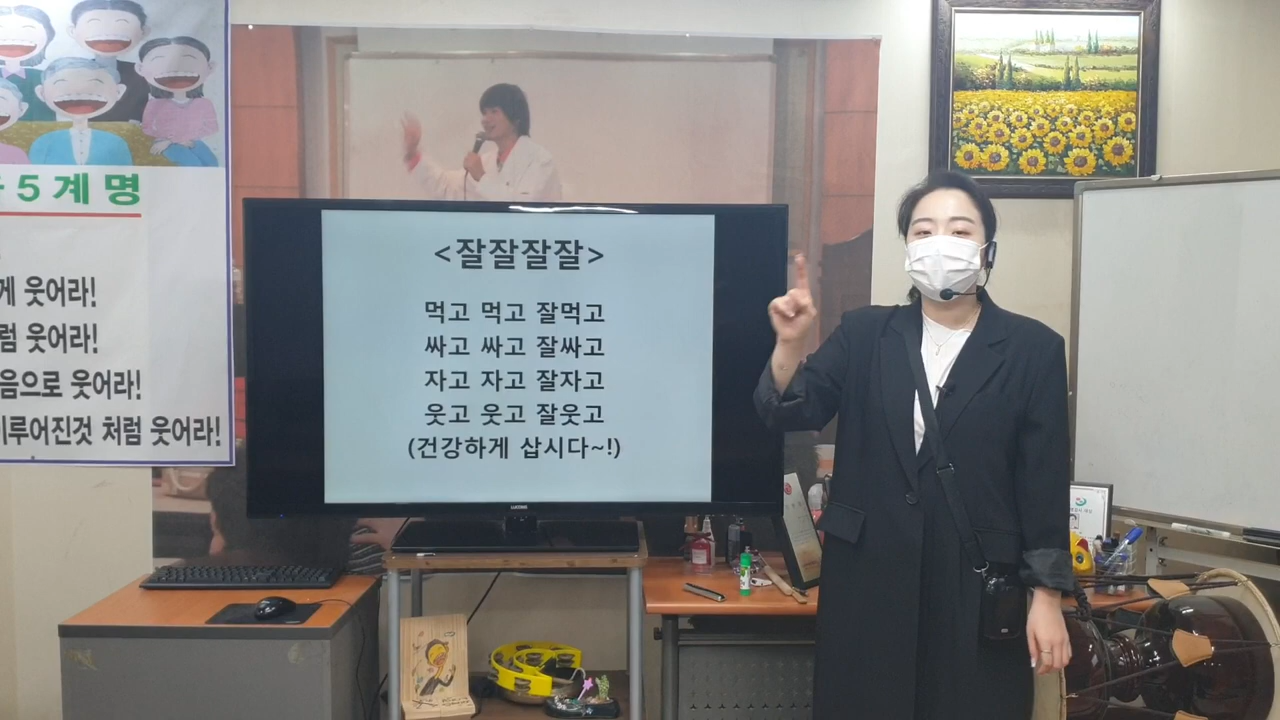 5계명
게 웃어라!
럼 웃어라!
음으로 웃어라!
이루어진것 처럼 웃어라!
<잘잘잘잘>
먹고 먹고 잘먹고
싸고 싸고 잘싸고
자고 자고 잘자고
웃고 웃고 잘웃고
(건강하게 삽시다~!)